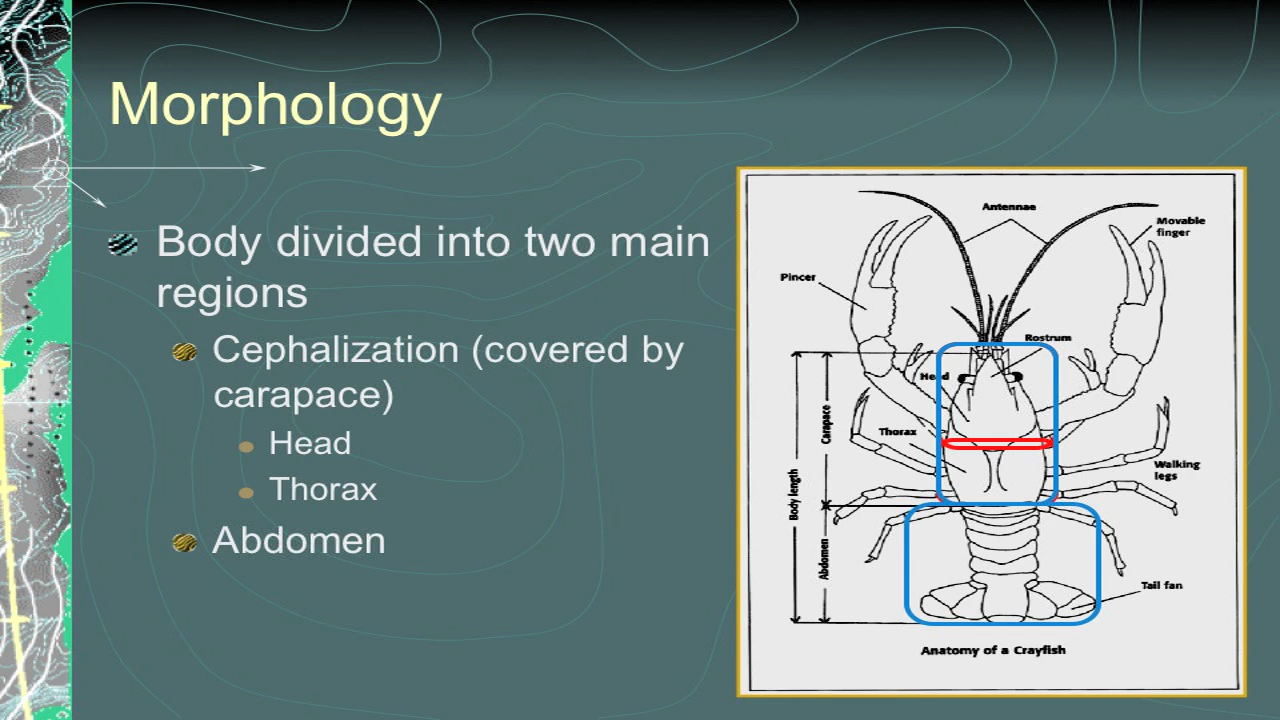 Morphology
Body divided into two main
regions
Cephalization (covered by
carapace)
Head
Thorax
Abdomen
Antennae
Movable
finger
Pincer
Rostrum
Head
Carapace
Thorax
Walking
legs
Body length
Abdomen
Tail fan
Anatomy of a Crayfish